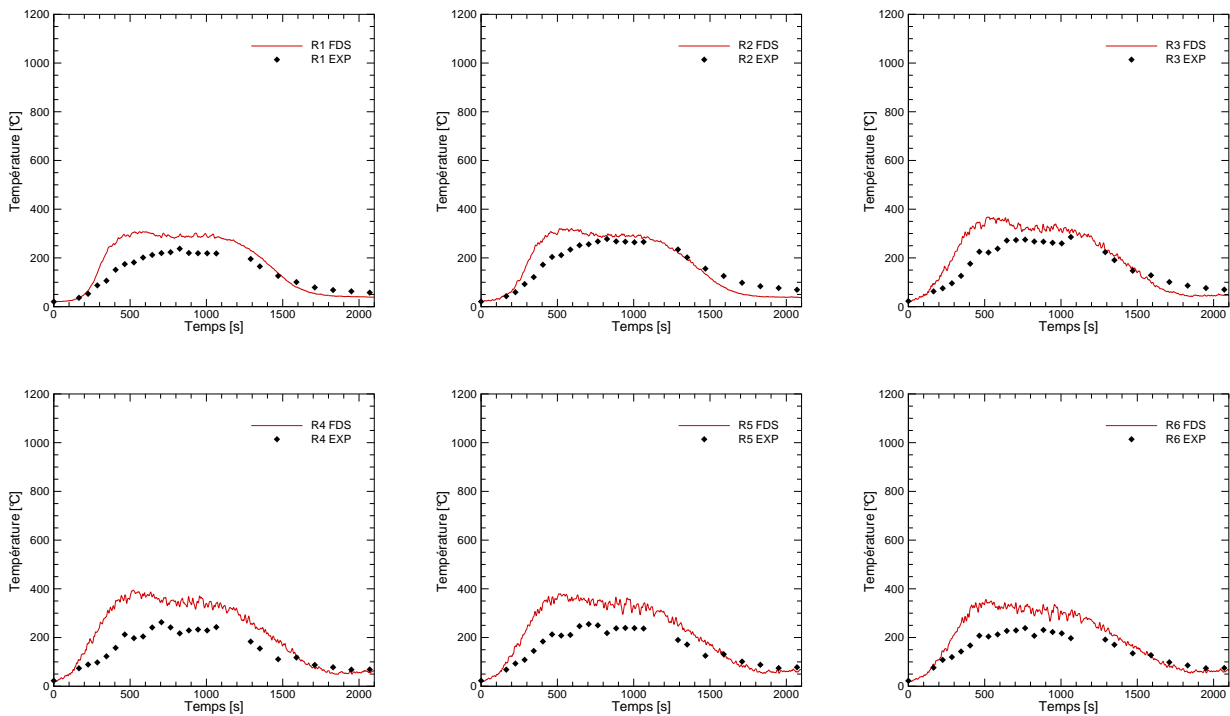 1200
R1 FDS
R1 EXP
1000
800
600
400
200
0
0 500 1000 1500 2000
Température [°C]
Temps [s]
1200
R2 FDS
R2 EXP
1000
800
600
400
200
0
0 500 1000 1500 2000
Température [°C]
Temps [s]
1200
R3 FDS
R3 EXP
1000
800
600
400
200
0
0 500 1000 1500 2000
Température [°C]
Temps [s]
1200
R4 FDS
R4 EXP
1000
800
600
400
200
0
0 500 1000 1500 2000
Température [°C]
Temps [s]
1200
R5 FDS
R5 EXP
1000
800
600
400
200
0
0 500 1000 1500 2000
Température [°C]
Temps [s]
1200
R6 FDS
R6 EXP
1000
800
600
400
200
0
0 500 1000 1500 2000
Température [°C]
Temps [s]